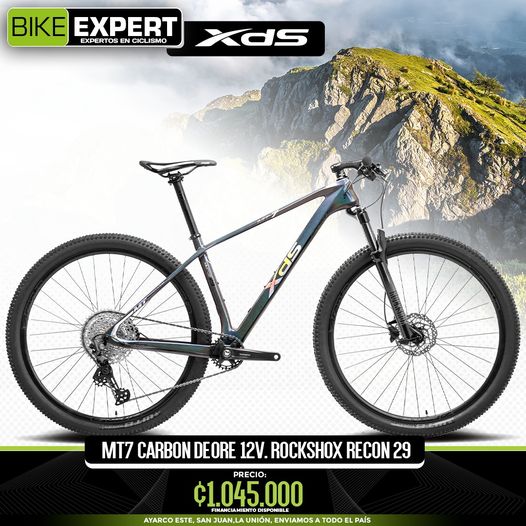 BIKE EXPERT
EXPERTOS EN CICLISMO
XDS
XDS
MT7 CARBON DEORE 12V. ROCKSHOX RECON 29
PRECIO:
₡1.045.000
FINANCIAMIENTO DISPONIBLE
AYARCO ESTE, SAN JUAN,LA UNIÓN, ENVIAMOS A TODO EL PAÍS